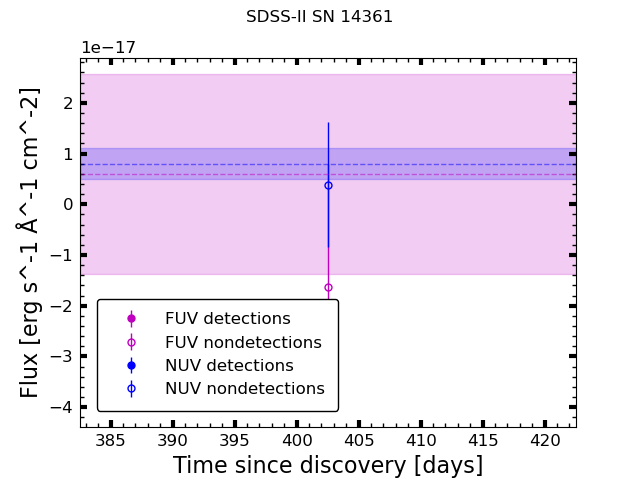 SDSS-II SN 14361
1e−17
2
1
0
−1
−2
−3
−4
Flux [erg s^-1 Å^-1 cm^-2]
FUV detections
FUV nondetections
NUV detections
NUV nondetections
385 390 395 400 405 410 415 420
Time since discovery [days]